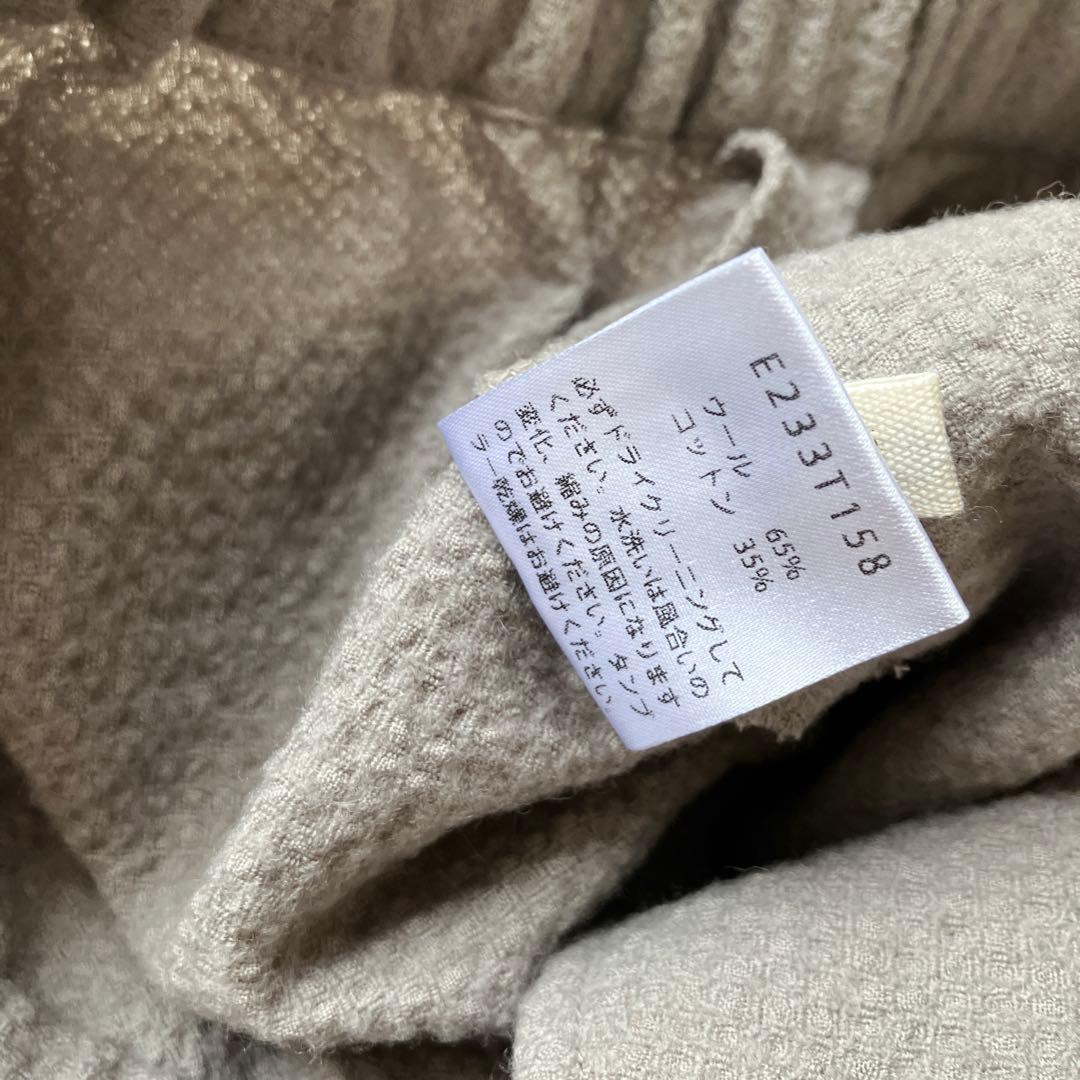 E233T158
ウール 65%
コットン 35%
必ずドライクリーニングして
ください。水洗いは風合いの
変化、縮みの原因になります
のでお避けください。タンブ
ラー乾燥はお避けください